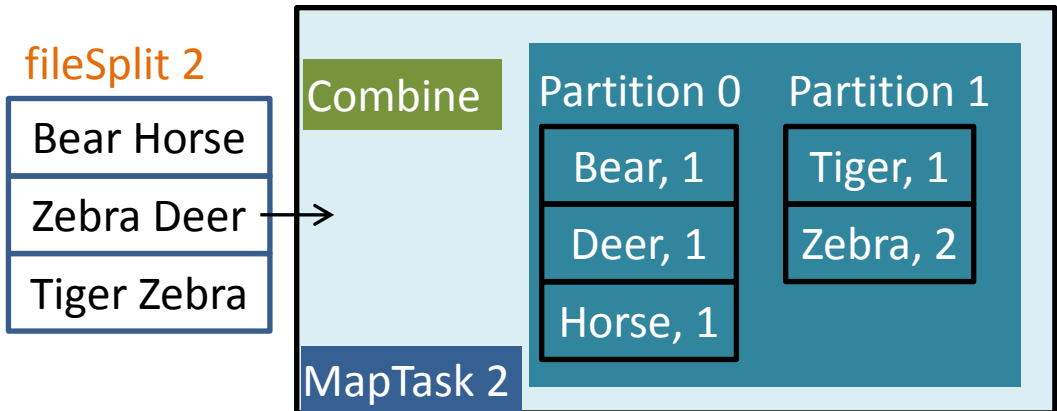 fileSplit 2
Bear Horse
Zebra Deer
Tiger Zebra
Combine
MapTask 2
Partition 0
Bear, 1
Deer, 1
Horse, 1
Partition 1
Tiger, 1
Zebra, 2